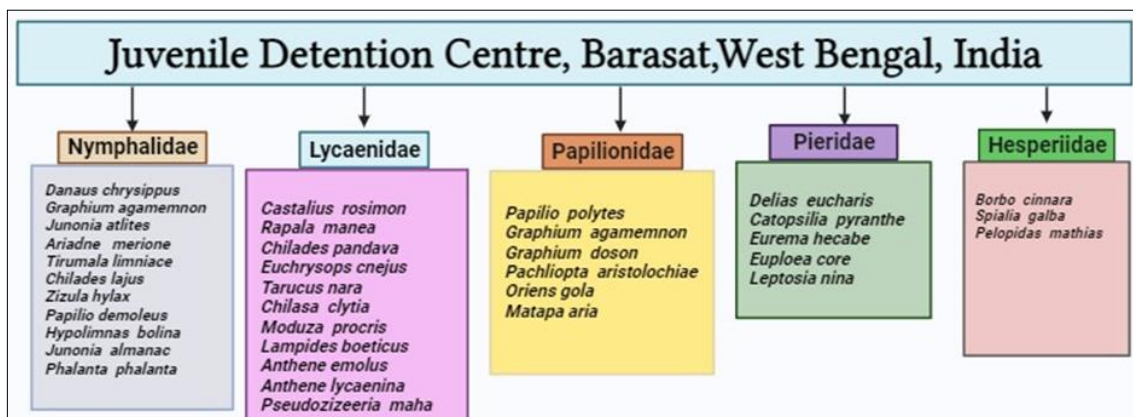 Juvenile Detention Centre, Barasat,West Bengal, India
Nymphalidae
Danaus chrysippus
Graphium agamemnon
Junonia atlites
Ariadne merione
Tirumala limniace
Chilades lajus
Zizula hylax
Papilio demoleus
Hypolimnas bolina
Junonia almanac
Phalanta phalanta
Lycaenidae
Castalius rosimon
Rapala manea
Chilades pandava
Euchrysops cnejus
Tarucus nara
Chilasa clytia
Moduza procris
Lampides boeticus
Anthene emolus
Anthene lycaenina
Pseudozizeeria maha
Papilionidae
Papilio polytes
Graphium agamemnon
Graphium doson
Pachliopta aristolochiae
Oriens gola
Matapa aria
Pieridae
Delias eucharis
Catopsilia pyranthe
Eurema hecabe
Euploea core
Leptosia nina
Hesperiidae
Borbo cinnara
Spialia galba
Pelopidas mathias